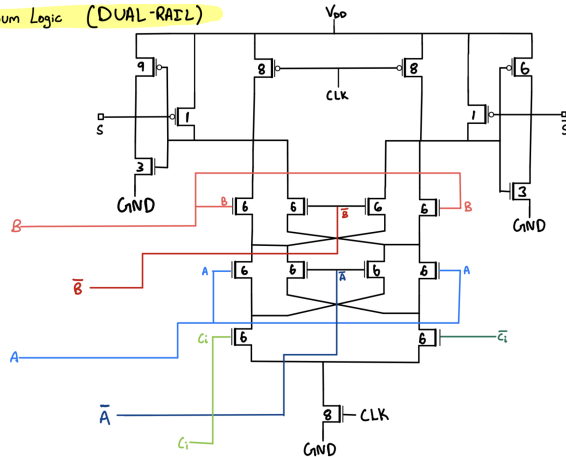 um Logic (DUAL-RAIL)
VDD
9 8 8 6
CLK
S 1 1 S
3 3
GND GND
B 6 6 B̅ 6 6 B
B̅
A 6 6 A̅ 6 6 A
Ci 6 6 C̅i
A
A̅
8 CLK
Ci
GND